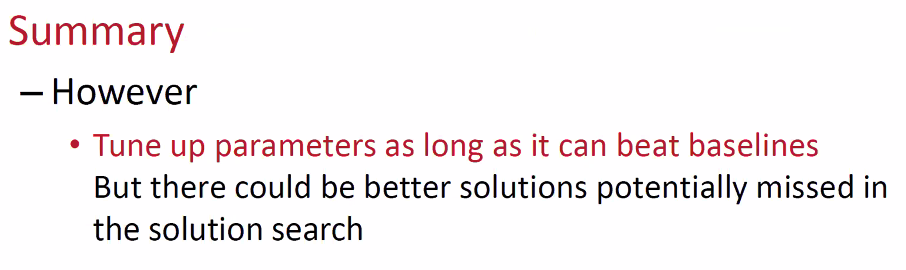 Summary
– However
• Tune up parameters as long as it can beat baselines
But there could be better solutions potentially missed in
the solution search